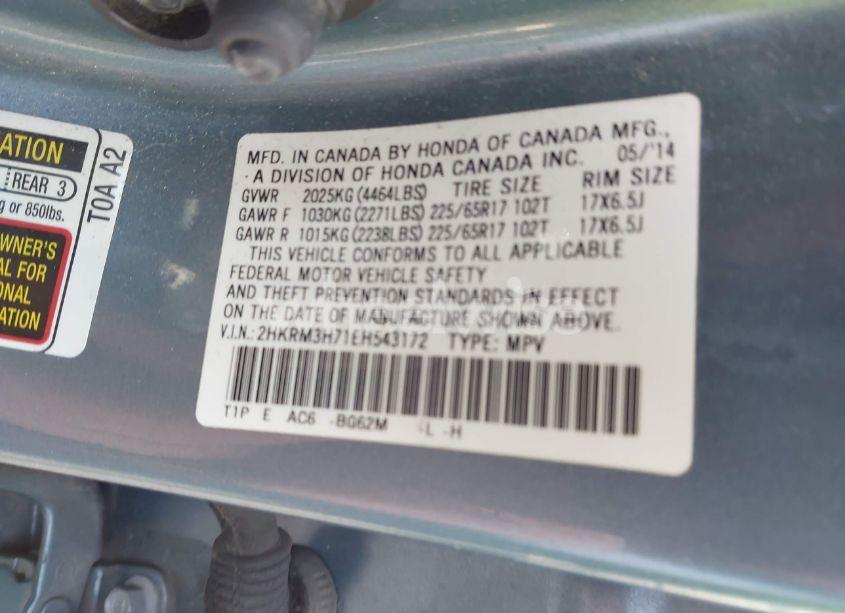 ATION
REAR 3
g or 850lbs.
WNER'S
AL FOR
ONAL
ATION
T0A A2
MFD. IN CANADA BY HONDA OF CANADA MFG.,
A DIVISION OF HONDA CANADA INC. 05/'14
GVWR 2025KG (4464LBS) TIRE SIZE RIM SIZE
GAWR F 1030KG (2271LBS) 225/65R17 102T 17X6.5J
GAWR R 1015KG (2238LBS) 225/65R17 102T 17X6.5J
THIS VEHICLE CONFORMS TO ALL APPLICABLE
FEDERAL MOTOR VEHICLE SAFETY
AND THEFT PREVENTION STANDARDS IN EFFECT
ON THE DATE OF MANUFACTURE SHOWN ABOVE.
V.I.N.: 2HKRM3H71EH543172 TYPE: MPV
T1P E AC6 -BG62M L -H